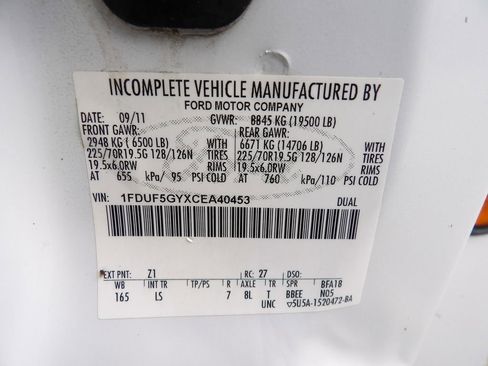 INCOMPLETE VEHICLE MANUFACTURED BY
FORD MOTOR COMPANY
DATE: 09/11 GVWR: 8845 KG (19500 LB)
FRONT GAWR: REAR GAWR:
2948 KG ( 6500 LB) WITH 6671 KG (14706 LB) WITH
225/70R19.5G 128/126N TIRES 225/70R19.5G 128/126N TIRES
19.5x6.0RW RIMS 19.5x6.0RW RIMS
AT 655 kPa/ 95 PSI COLD AT 760 kPa/110 PSI COLD
VIN: 1FDUF5GYXCEA40453 DUAL
EXT PNT: Z1 RC: 27 DSO:
WB INT TR TP/PS R AXLE TR SPR BFA18
165 LS 7 8L T BBEE N05
UNC ▽5U5A-1520472-BA